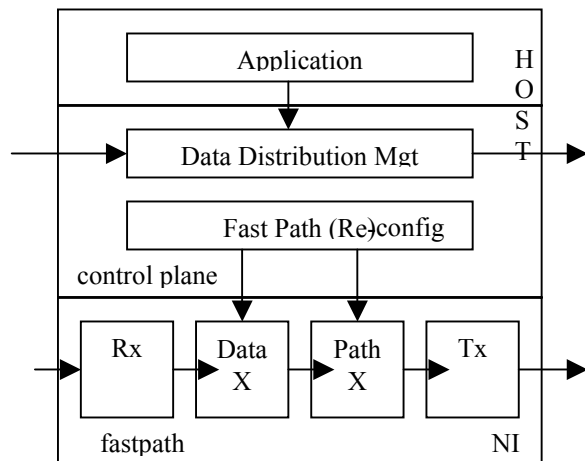 Application
H
O
S
T
Data Distribution Mgt
Fast Path (Re)-config
control plane
Rx
Data
X
Path
X
Tx
fastpath
NI